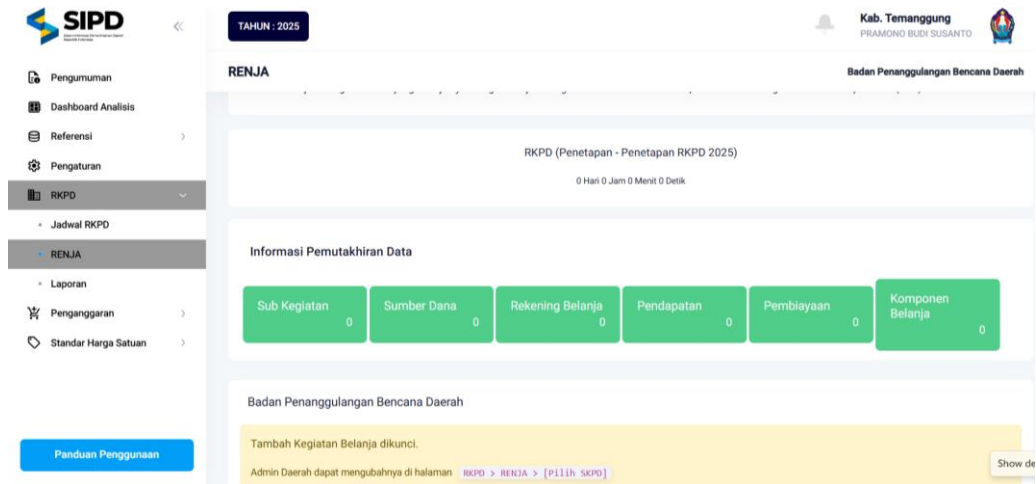 SIPD
TAHUN : 2025
Kab. Temanggung
PRAMONO BUDI SUSANTO
RENJA
Badan Penanggulangan Bencana Daerah
Pengumuman
Dashboard Analisis
Referensi
Pengaturan
RKPD
Jadwal RKPD
RENJA
Laporan
Penganggaran
Standar Harga Satuan
Panduan Penggunaan
RKPD (Penetapan - Penetapan RKPD 2025)
0 Hari 0 Jam 0 Menit 0 Detik
Informasi Pemutakhiran Data
Sub Kegiatan
0
Sumber Dana
0
Rekening Belanja
0
Pendapatan
0
Pembiayaan
0
Komponen
Belanja
0
Badan Penanggulangan Bencana Daerah
Tambah Kegiatan Belanja dikunci.
Admin Daerah dapat mengubahnya di halaman RKPD > RENJA > [Pilih SKPD]
Show de